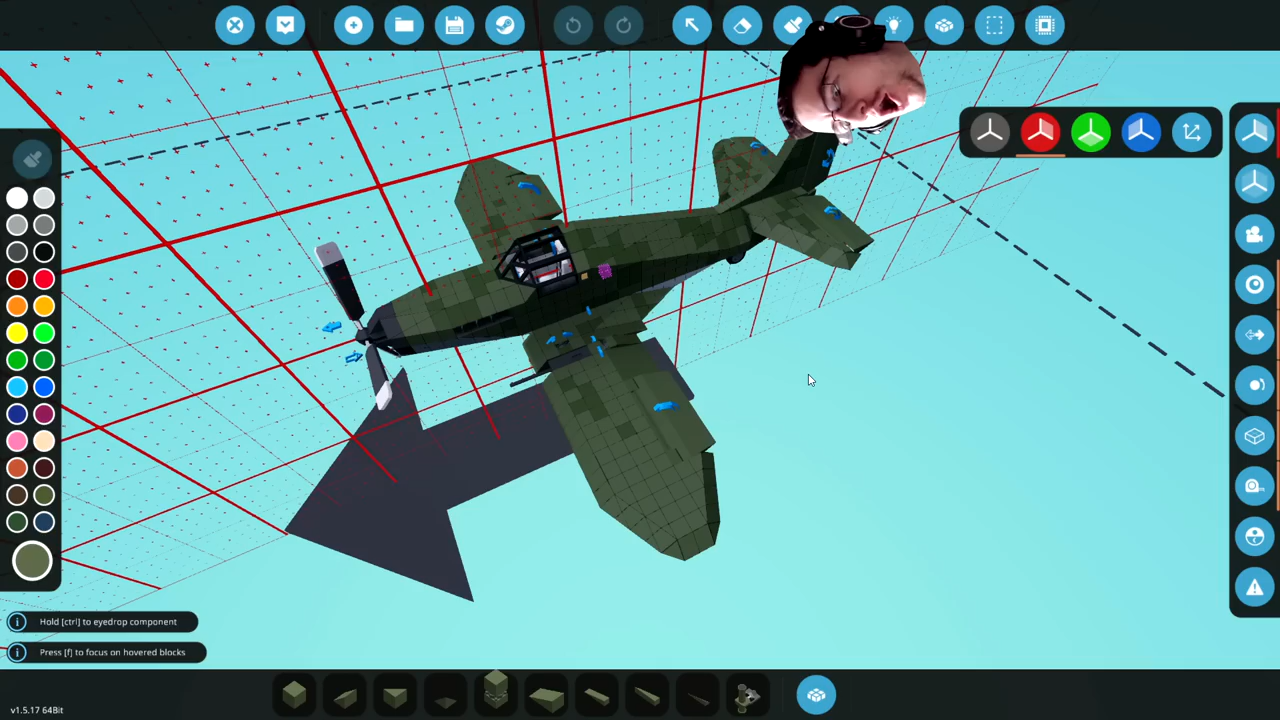 Hold [ctrl] to eyedrop component
Press [f] to focus on hovered blocks
v1.5.17 64Bit